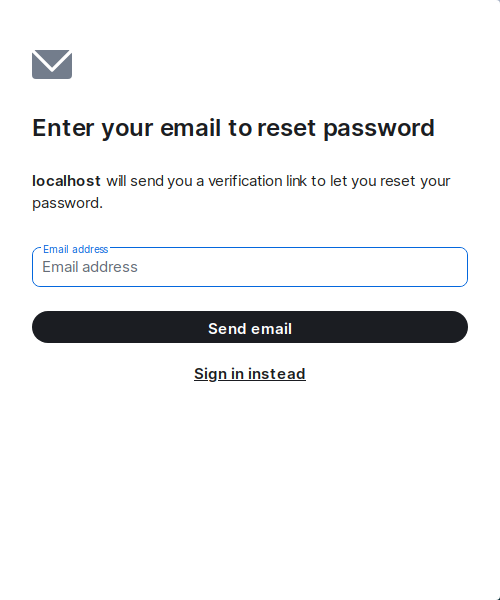 Enter your email to reset password
localhost will send you a verification link to let you reset your
password.
Email address
Email address
Send email
Sign in instead